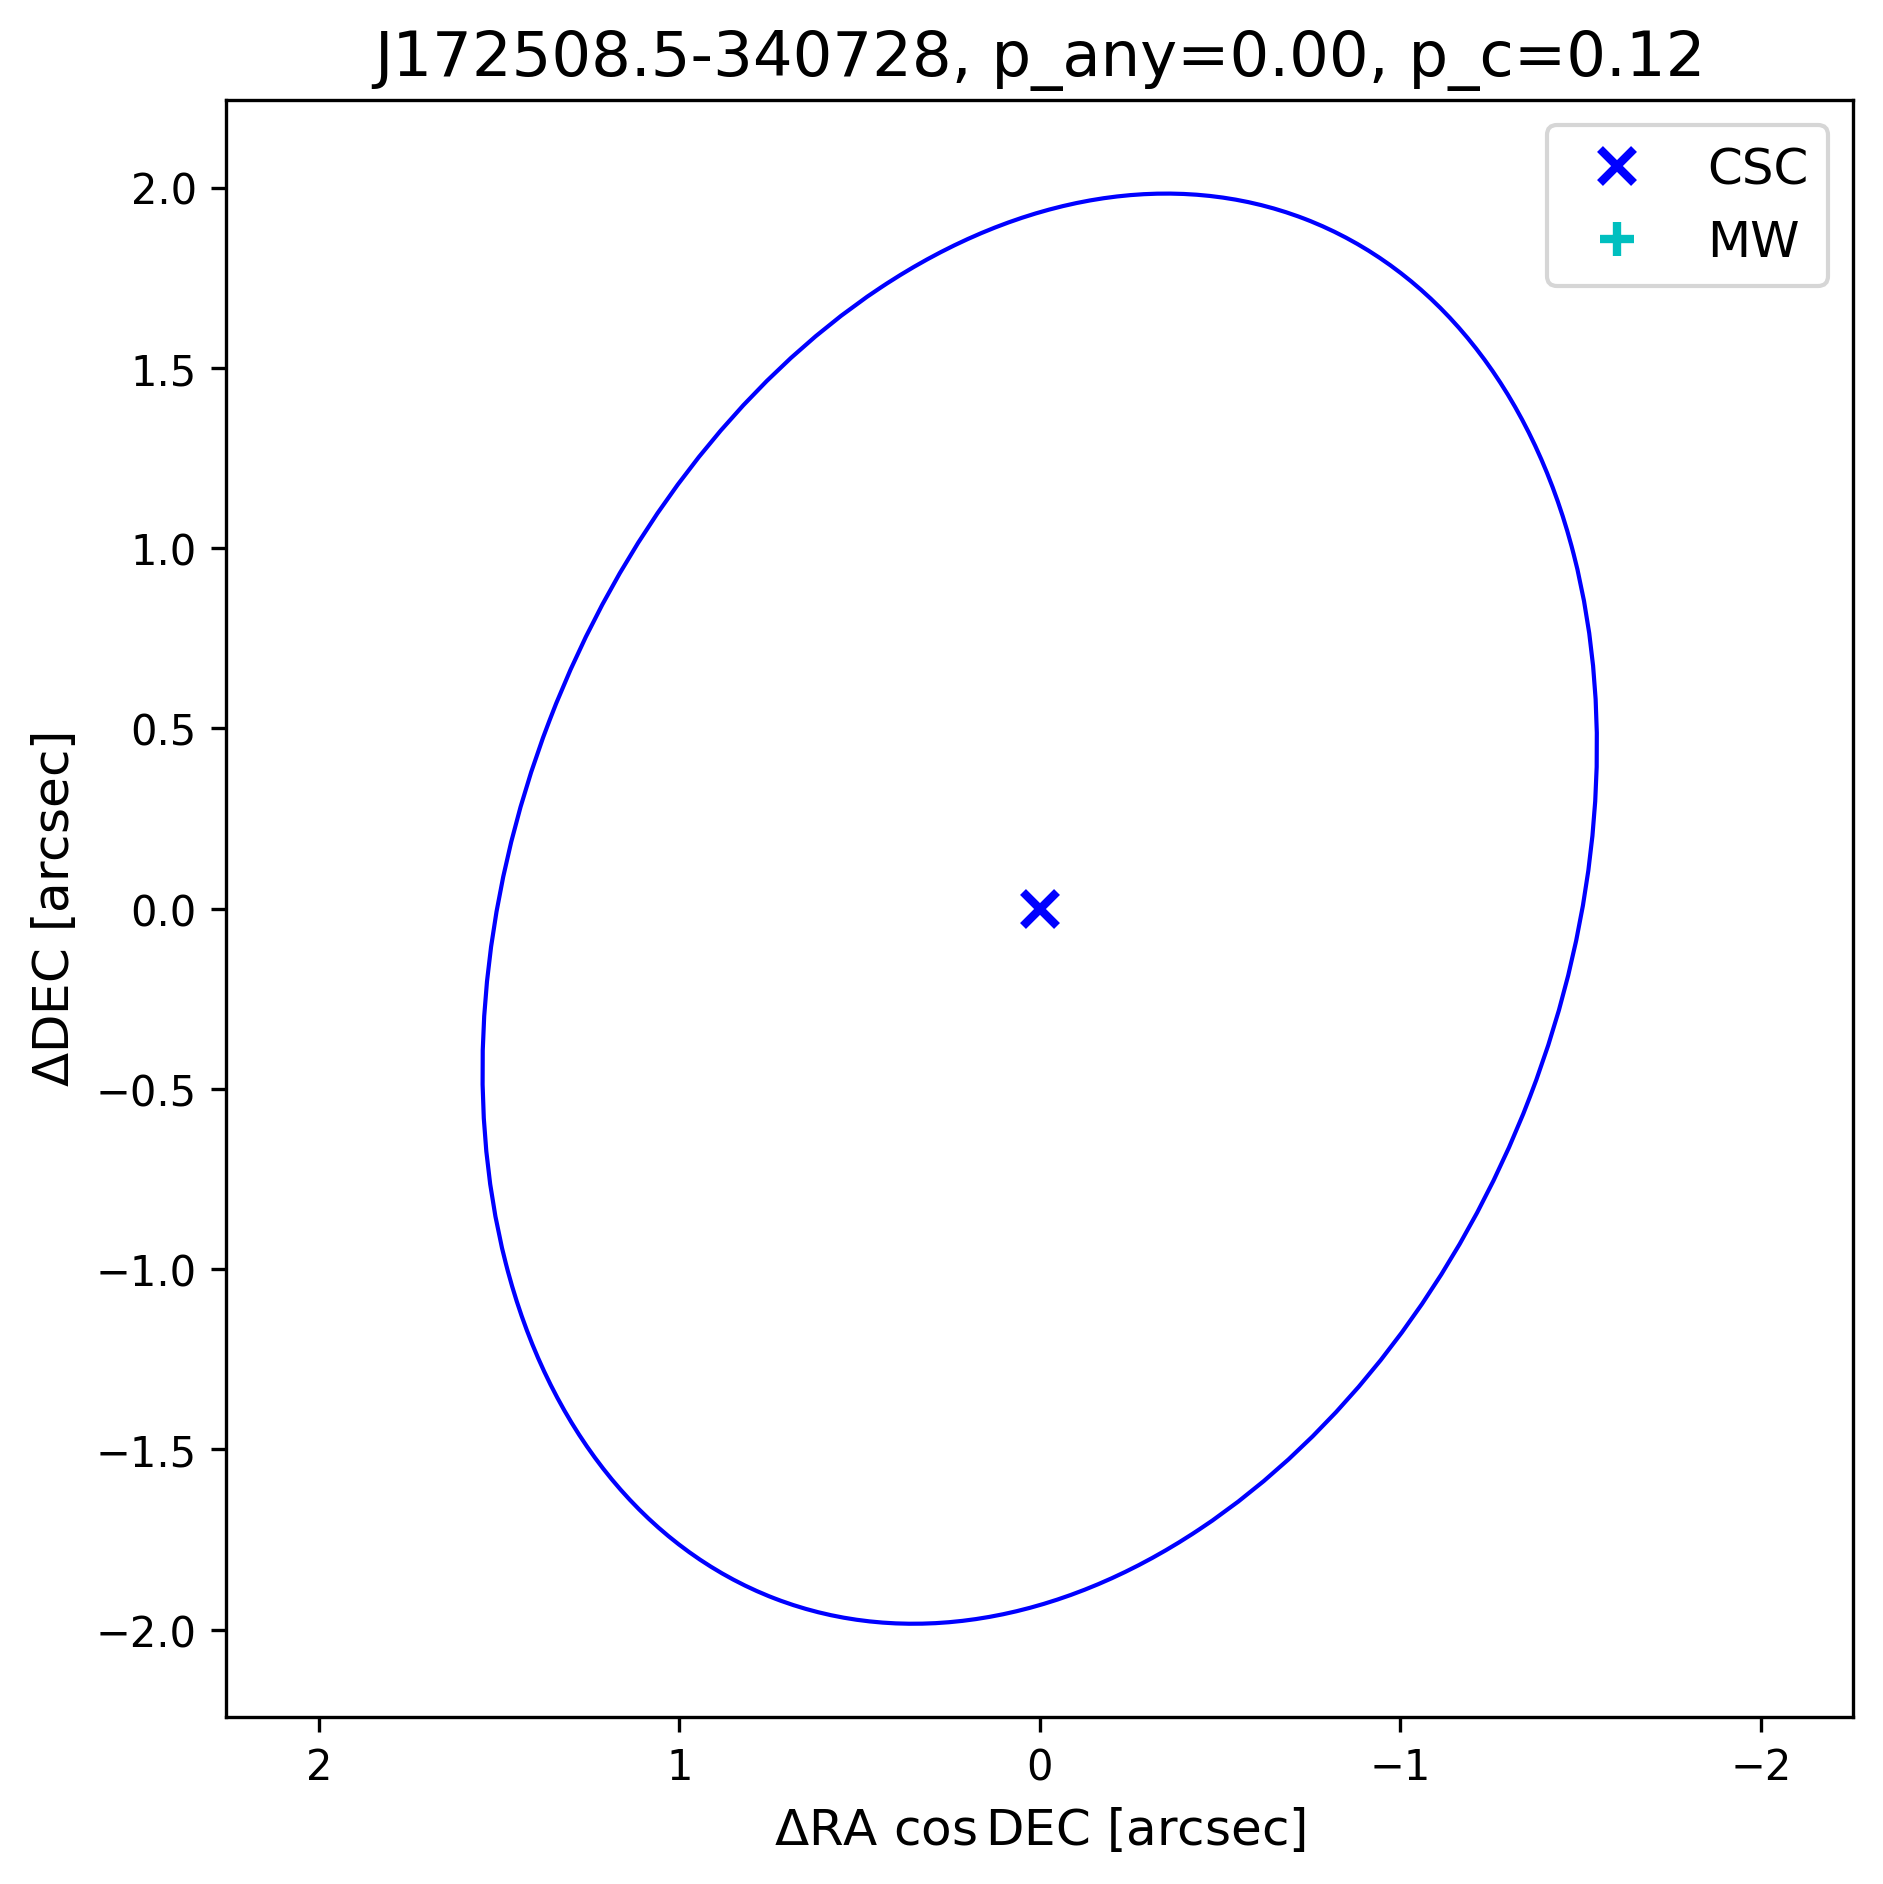 J172508.5-340728, p_any=0.00, p_c=0.12
CSC
MW
2.0
1.5
1.0
0.5
0.0
−0.5
−1.0
−1.5
−2.0
ΔDEC [arcsec]
2 1 0 −1 −2
ΔRA cos DEC [arcsec]